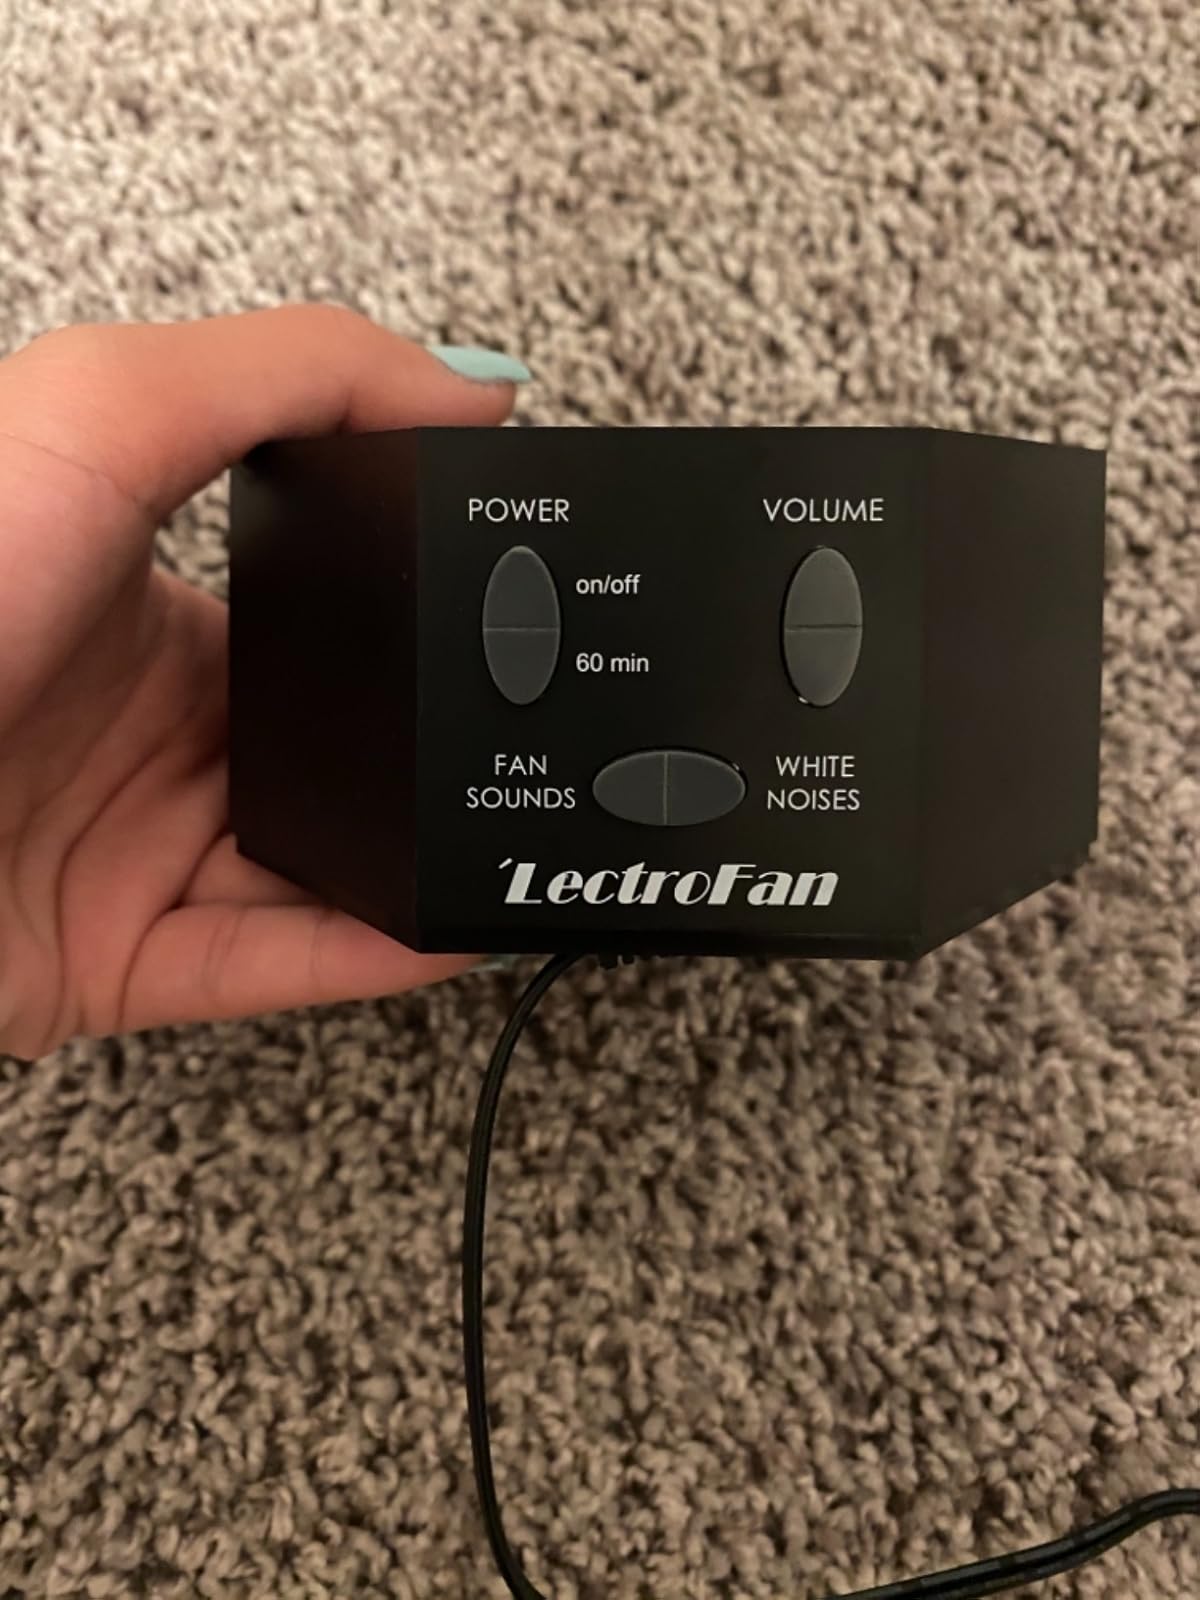 POWER
VOLUME
on/off
60 min
FAN
SOUNDS
WHITE
NOISES
'LectroFan